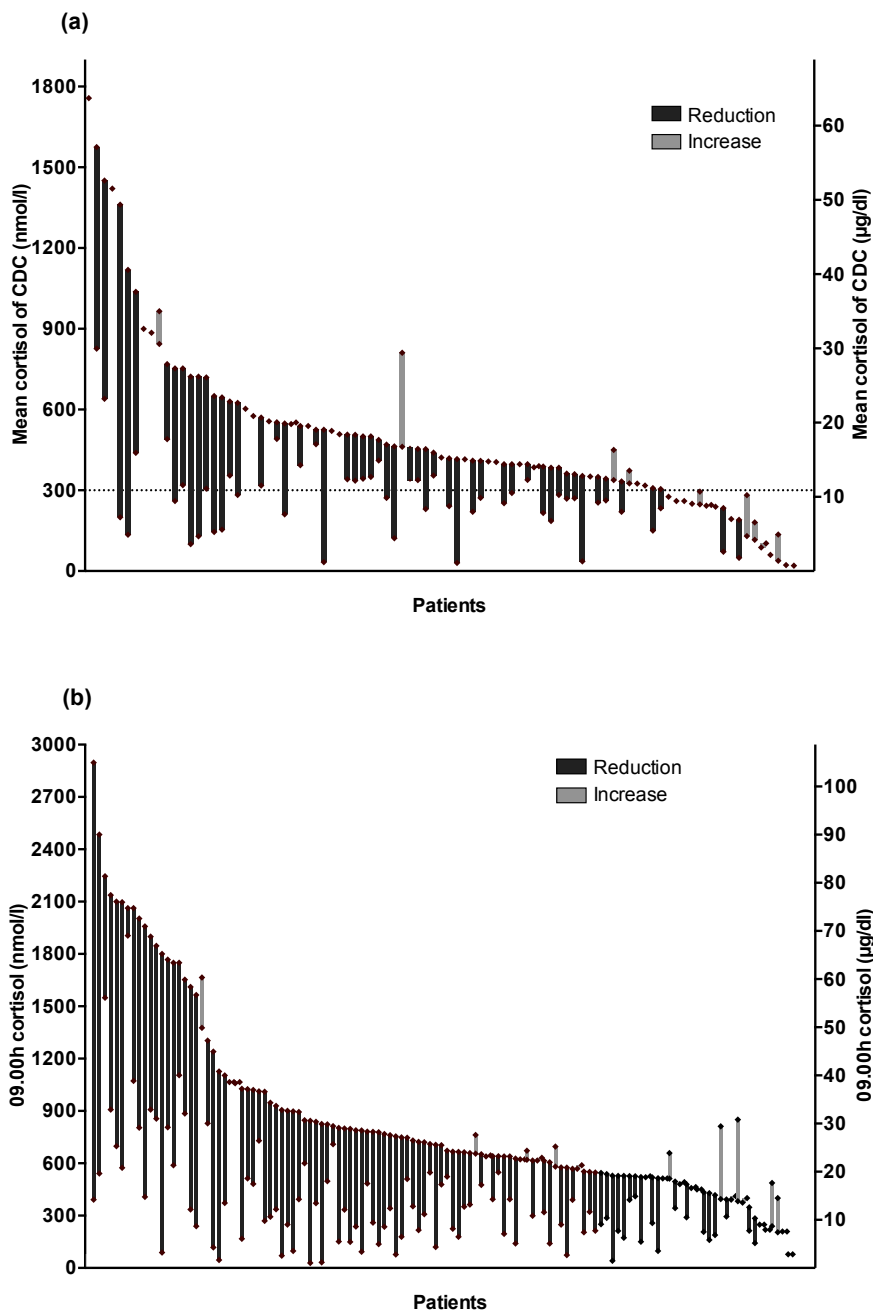 (a)
Mean cortisol of CDC (nmol/l)
1800
1500
1200
900
600
300
0
Reduction
Increase
60
50
40
30
20
10
Mean cortisol of CDC (µg/dl)
Patients
(b)
09.00h cortisol (nmol/l)
3000
2700
2400
2100
1800
1500
1200
900
600
300
0
Reduction
Increase
100
90
80
70
60
50
40
30
20
10
09.00h cortisol (µg/dl)
Patients